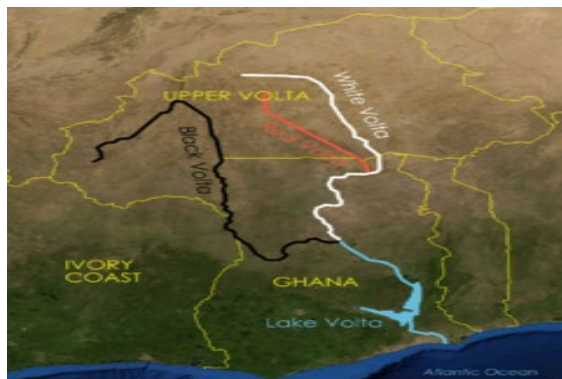 White Volta
UPPER VOLTA
Red Volta
Black Volta
IVORY
COAST
GHANA
Lake Volta
Atlantic Ocean